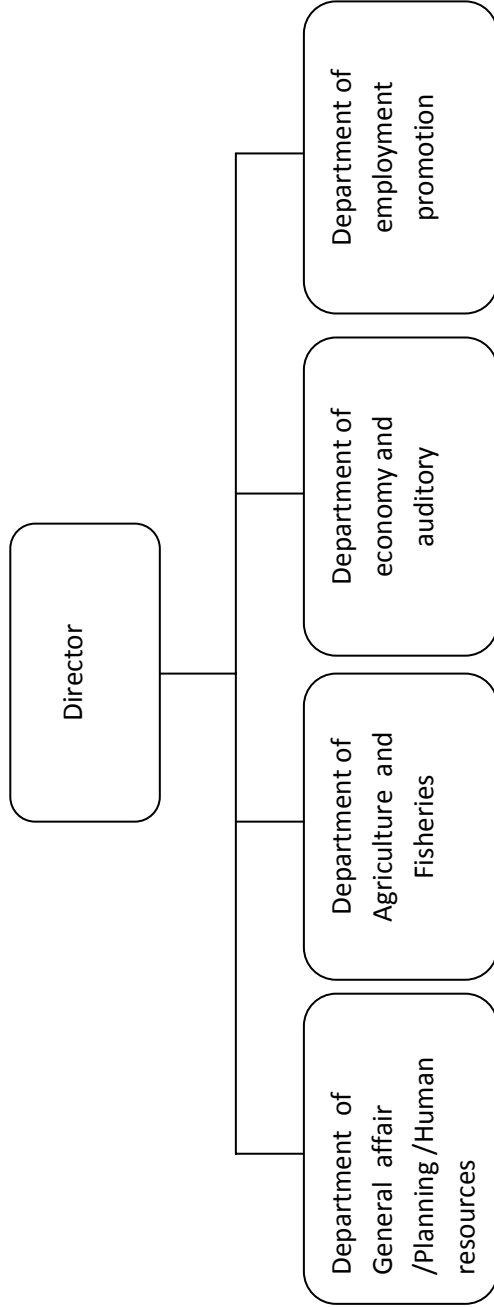 Director
Department of
General affair
/Planning /Human
resources
Department of
Agriculture and
Fisheries
Department of
economy and
auditory
Department of
employment
promotion